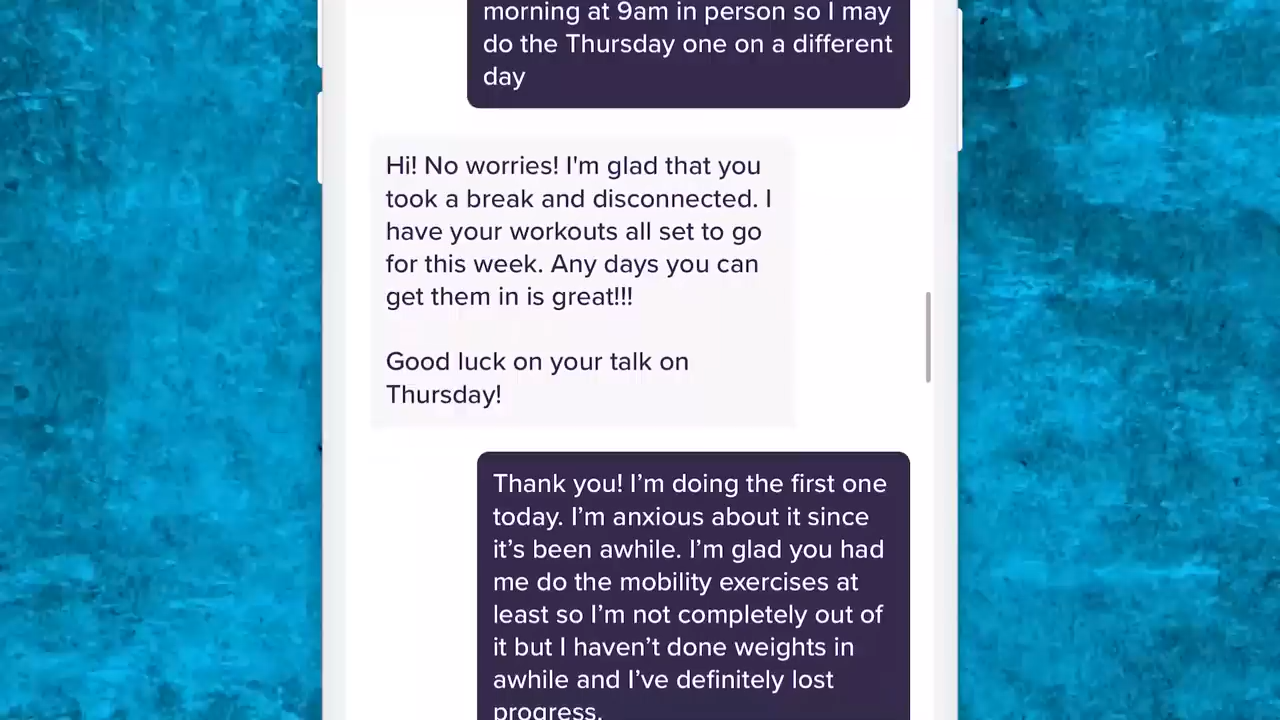 morning at 9am in person so I may
do the Thursday one on a different
day
Hi! No worries! I'm glad that you
took a break and disconnected. I
have your workouts all set to go
for this week. Any days you can
get them in is great!!!
Good luck on your talk on
Thursday!
Thank you! I’m doing the first one
today. I’m anxious about it since
it’s been awhile. I’m glad you had
me do the mobility exercises at
least so I’m not completely out of
it but I haven’t done weights in
awhile and I’ve definitely lost
progress.